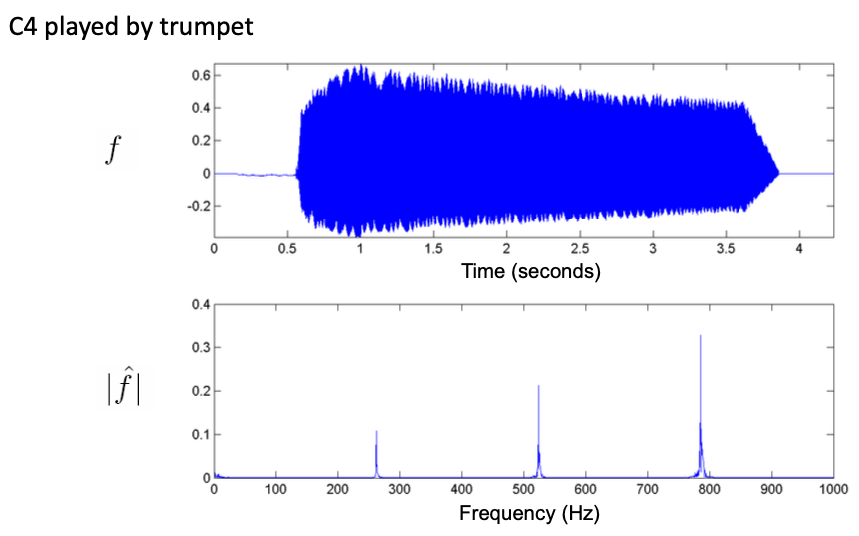 C4 played by trumpet
f
0.6
0.4
0.2
0
-0.2
0 0.5 1 1.5 2 2.5 3 3.5 4
Time (seconds)
|f̂|
0.4
0.3
0.2
0.1
0
0 100 200 300 400 500 600 700 800 900 1000
Frequency (Hz)